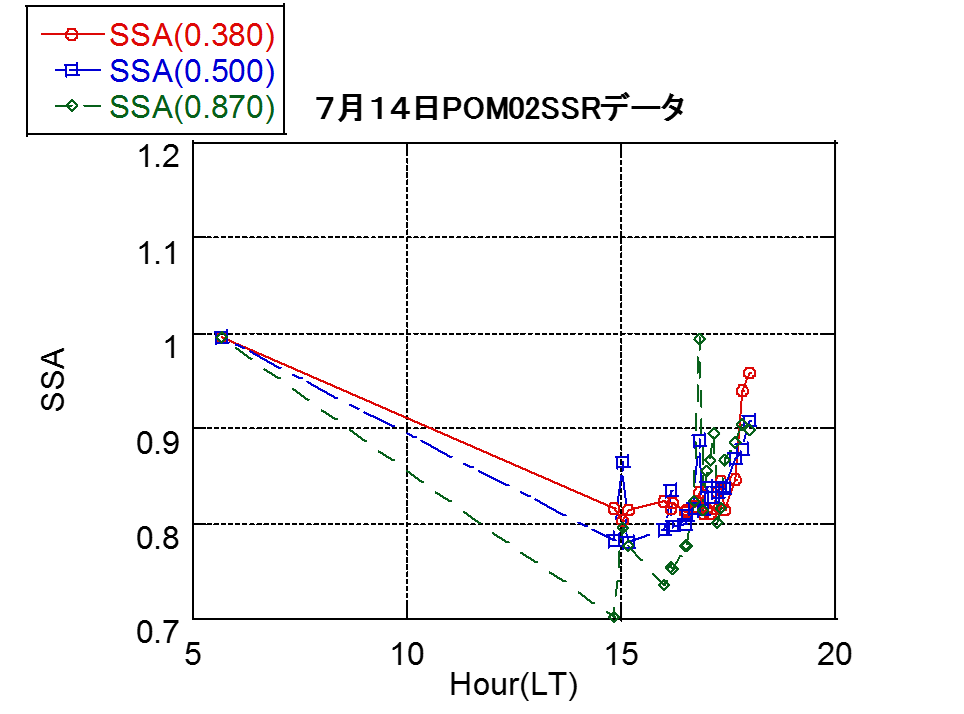 SSA(0.380)
SSA(0.500)
SSA(0.870)
７月１４日POM02SSRデータ
1.2
1.1
1
0.9
0.8
0.7
SSA
5 10 15 20
Hour(LT)